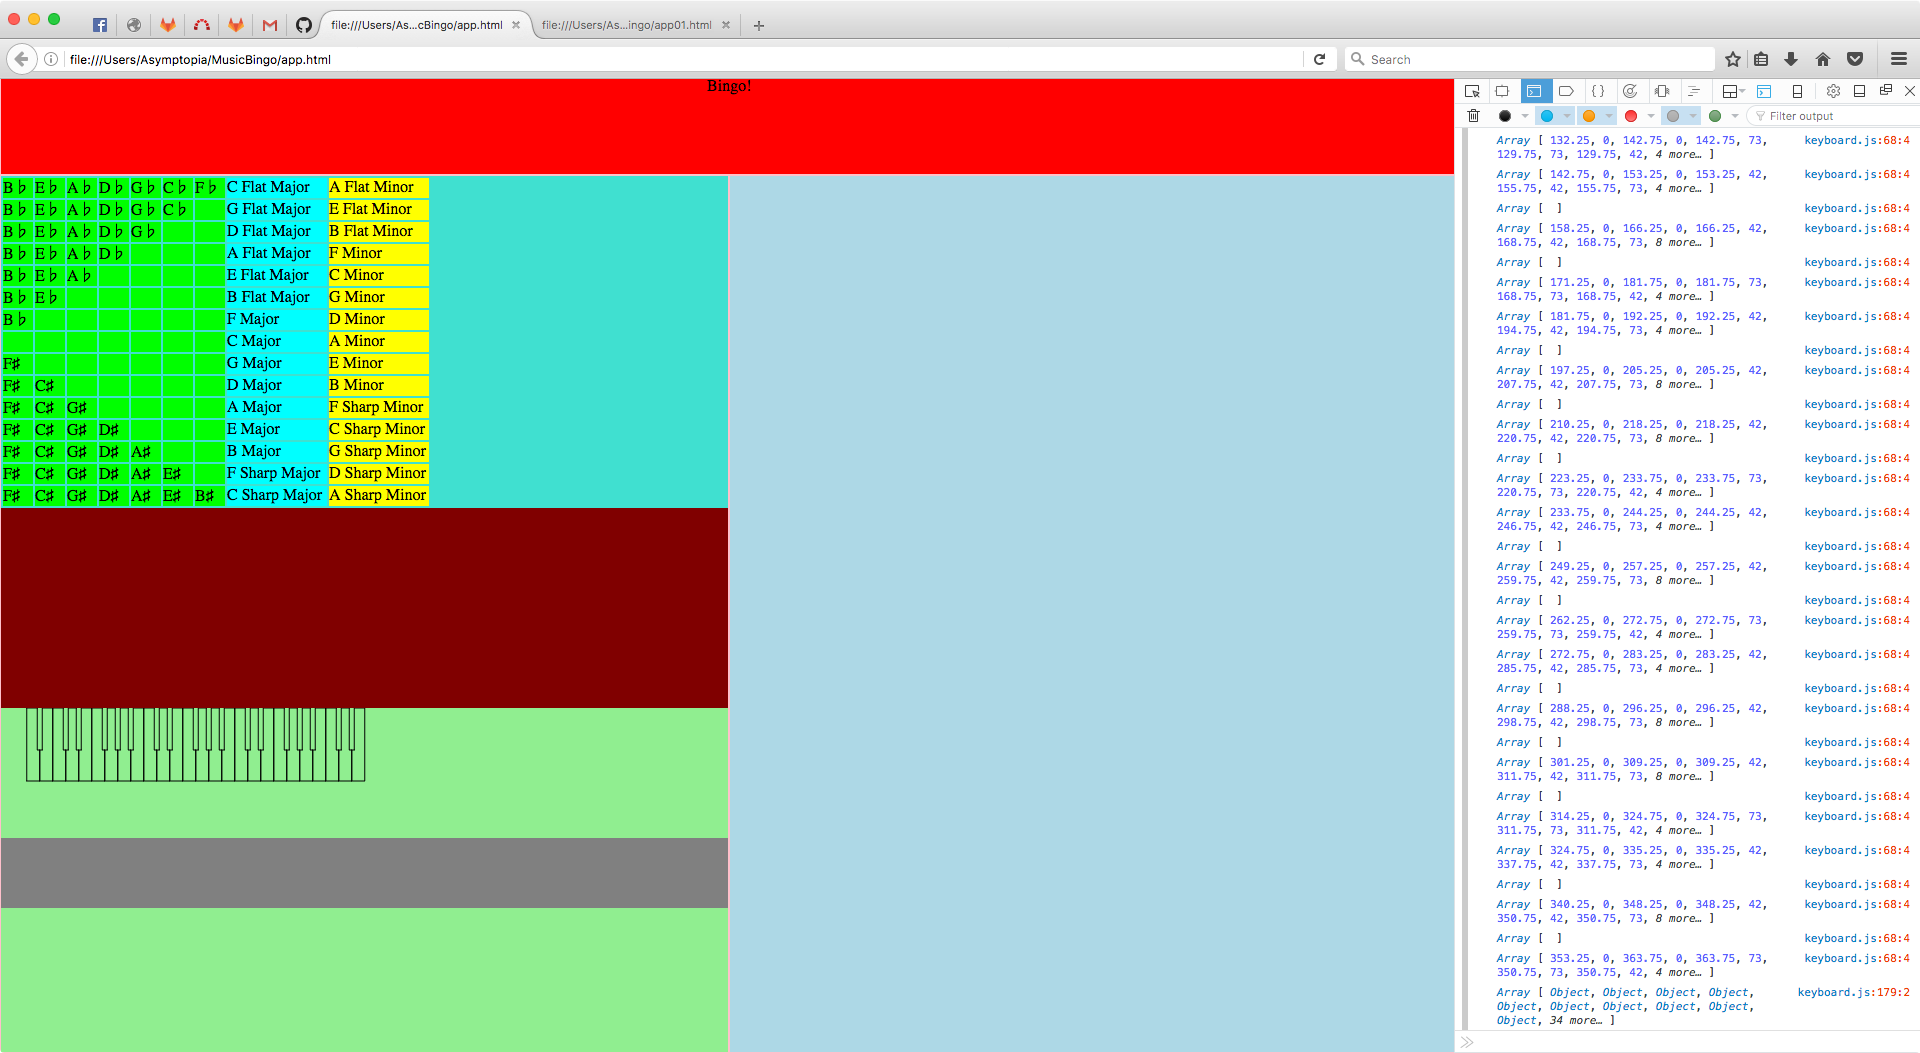 file:///Users/As...cBingo/app.html × file:///Users/As...ingo/app01.html × +
file:///Users/Asymptopia/MusicBingo/app.html Search
Bingo!
Filter output
B♭ E♭ A♭ D♭ G♭ C♭ F♭ C Flat Major A Flat Minor
B♭ E♭ A♭ D♭ G♭ C♭ G Flat Major E Flat Minor
B♭ E♭ A♭ D♭ G♭ D Flat Major B Flat Minor
B♭ E♭ A♭ D♭ A Flat Major F Minor
B♭ E♭ A♭ E Flat Major C Minor
B♭ E♭ B Flat Major G Minor
B♭ F Major D Minor
C Major A Minor
F♯ G Major E Minor
F♯ C♯ D Major B Minor
F♯ C♯ G♯ A Major F Sharp Minor
F♯ C♯ G♯ D♯ E Major C Sharp Minor
F♯ C♯ G♯ D♯ A♯ B Major G Sharp Minor
F♯ C♯ G♯ D♯ A♯ E♯ F Sharp Major D Sharp Minor
F♯ C♯ G♯ D♯ A♯ E♯ B♯ C Sharp Major A Sharp Minor
Array [ 132.25, 0, 142.75, 0, 142.75, 73, keyboard.js:68:4
129.75, 73, 129.75, 42, 4 more… ]
Array [ 142.75, 0, 153.25, 0, 153.25, 42, keyboard.js:68:4
155.75, 42, 155.75, 73, 4 more… ]
Array [ ] keyboard.js:68:4
Array [ 158.25, 0, 166.25, 0, 166.25, 42, keyboard.js:68:4
168.75, 42, 168.75, 73, 8 more… ]
Array [ ] keyboard.js:68:4
Array [ 171.25, 0, 181.75, 0, 181.75, 73, keyboard.js:68:4
168.75, 73, 168.75, 42, 4 more… ]
Array [ 181.75, 0, 192.25, 0, 192.25, 42, keyboard.js:68:4
194.75, 42, 194.75, 73, 4 more… ]
Array [ ] keyboard.js:68:4
Array [ 197.25, 0, 205.25, 0, 205.25, 42, keyboard.js:68:4
207.75, 42, 207.75, 73, 8 more… ]
Array [ ] keyboard.js:68:4
Array [ 210.25, 0, 218.25, 0, 218.25, 42, keyboard.js:68:4
220.75, 42, 220.75, 73, 8 more… ]
Array [ ] keyboard.js:68:4
Array [ 223.25, 0, 233.75, 0, 233.75, 73, keyboard.js:68:4
220.75, 73, 220.75, 42, 4 more… ]
Array [ 233.75, 0, 244.25, 0, 244.25, 42, keyboard.js:68:4
246.75, 42, 246.75, 73, 4 more… ]
Array [ ] keyboard.js:68:4
Array [ 249.25, 0, 257.25, 0, 257.25, 42, keyboard.js:68:4
259.75, 42, 259.75, 73, 8 more… ]
Array [ ] keyboard.js:68:4
Array [ 262.25, 0, 272.75, 0, 272.75, 73, keyboard.js:68:4
259.75, 73, 259.75, 42, 4 more… ]
Array [ 272.75, 0, 283.25, 0, 283.25, 42, keyboard.js:68:4
285.75, 42, 285.75, 73, 4 more… ]
Array [ ] keyboard.js:68:4
Array [ 288.25, 0, 296.25, 0, 296.25, 42, keyboard.js:68:4
298.75, 42, 298.75, 73, 8 more… ]
Array [ ] keyboard.js:68:4
Array [ 301.25, 0, 309.25, 0, 309.25, 42, keyboard.js:68:4
311.75, 42, 311.75, 73, 8 more… ]
Array [ ] keyboard.js:68:4
Array [ 314.25, 0, 324.75, 0, 324.75, 73, keyboard.js:68:4
311.75, 73, 311.75, 42, 4 more… ]
Array [ 324.75, 0, 335.25, 0, 335.25, 42, keyboard.js:68:4
337.75, 42, 337.75, 73, 4 more… ]
Array [ ] keyboard.js:68:4
Array [ 340.25, 0, 348.25, 0, 348.25, 42, keyboard.js:68:4
350.75, 42, 350.75, 73, 8 more… ]
Array [ ] keyboard.js:68:4
Array [ 353.25, 0, 363.75, 0, 363.75, 73, keyboard.js:68:4
350.75, 73, 350.75, 42, 4 more… ]
Array [ Object, Object, Object, Object, keyboard.js:179:2
Object, Object, Object, Object, Object,
Object, 34 more… ]